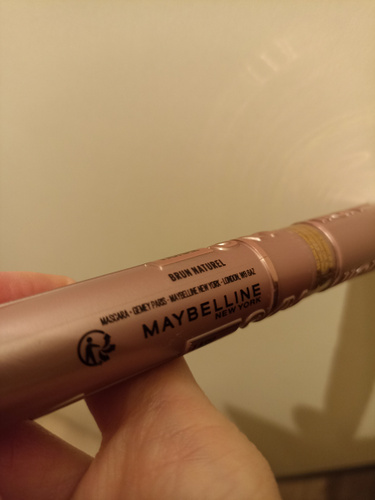 BRUN NATUREL
MASCARA • GEMEY PARIS • MAYBELLINE NEW YORK • LONDON, W6 8AZ
MAYBELLINE
NEW YORK